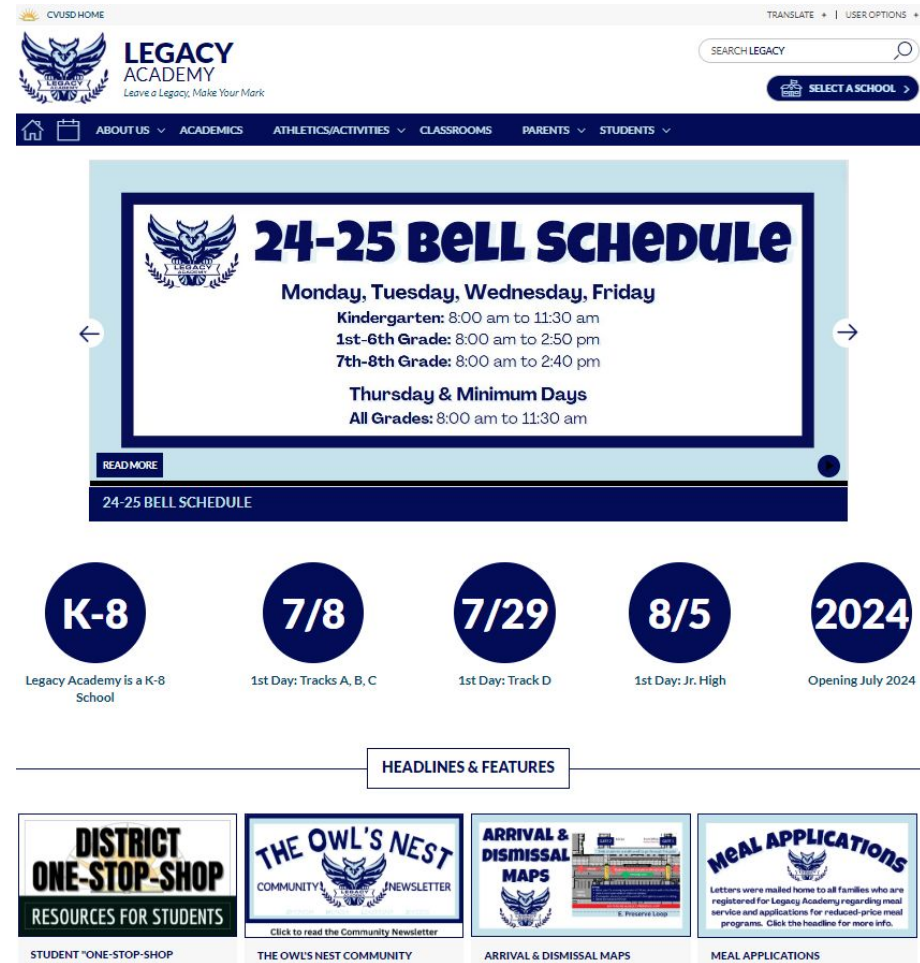 CVUSD HOME
TRANSLATE + | USER OPTIONS +
LEGACY
ACADEMY
Leave a Legacy, Make Your Mark
LEGACY
ACADEMY
SEARCH LEGACY
SELECT A SCHOOL >
ABOUT US ACADEMICS ATHLETICS/ACTIVITIES CLASSROOMS PARENTS STUDENTS
24-25 BELL SCHEDULE
LEGACY
ACADEMY
Monday, Tuesday, Wednesday, Friday
Kindergarten: 8:00 am to 11:30 am
1st-6th Grade: 8:00 am to 2:50 pm
7th-8th Grade: 8:00 am to 2:40 pm
Thursday & Minimum Days
All Grades: 8:00 am to 11:30 am
READ MORE
24-25 BELL SCHEDULE
K-8
7/8
7/29
8/5
2024
Legacy Academy is a K-8
School
1st Day: Tracks A, B, C
1st Day: Track D
1st Day: Jr. High
Opening July 2024
HEADLINES & FEATURES
DISTRICT
ONE-STOP-SHOP
RESOURCES FOR STUDENTS
STUDENT "ONE-STOP-SHOP
THE OWL'S NEST
COMMUNITY NEWSLETTER
LEGACY
Click to read the Community Newsletter
THE OWL'S NEST COMMUNITY
ARRIVAL &
DISMISSAL
MAPS
E. Preserve Loop
ARRIVAL & DISMISSAL MAPS
MEAL APPLICATIONS
Letters were mailed home to all families who are
registered for Legacy Academy regarding meal
service and applications for reduced-price meal
programs. Click the headline for more info.
MEAL APPLICATIONS